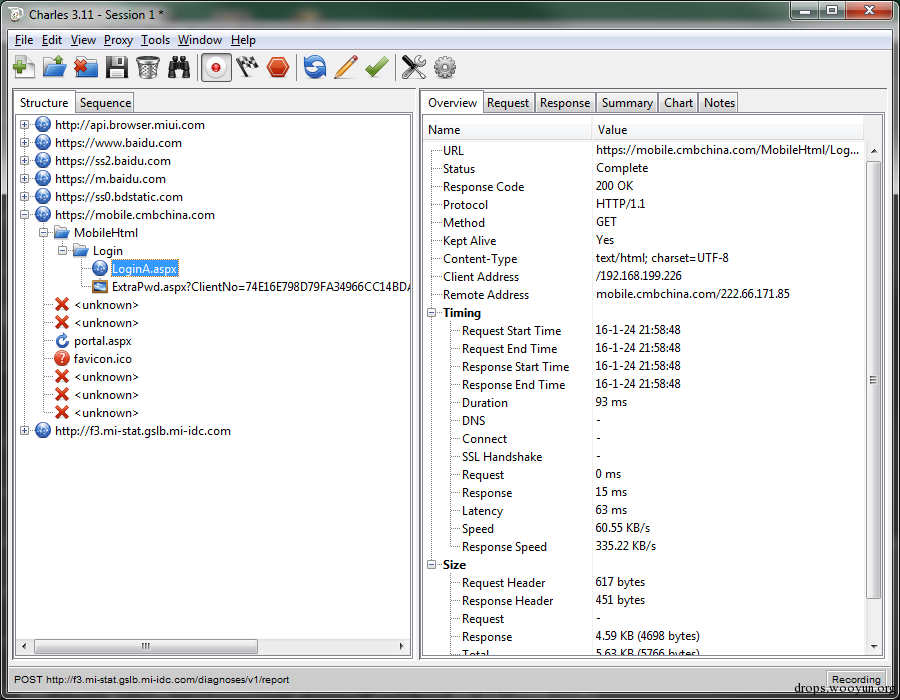 Charles 3.11 - Session 1 *
File Edit View Proxy Tools Window Help
Structure Sequence
http://api.browser.miui.com
https://www.baidu.com
https://ss2.baidu.com
https://m.baidu.com
https://ss0.bdstatic.com
https://mobile.cmbchina.com
MobileHtml
Login
LoginA.aspx
ExtraPwd.aspx?ClientNo=74E16E798D79FA34966CC14BDA
<unknown>
<unknown>
portal.aspx
favicon.ico
<unknown>
<unknown>
<unknown>
http://f3.mi-stat.gslb.mi-idc.com
Overview Request Response Summary Chart Notes
Name Value
URL https://mobile.cmbchina.com/MobileHtml/Log...
Status Complete
Response Code 200 OK
Protocol HTTP/1.1
Method GET
Kept Alive Yes
Content-Type text/html; charset=UTF-8
Client Address /192.168.199.226
Remote Address mobile.cmbchina.com/222.66.171.85
Timing
Request Start Time 16-1-24 21:58:48
Request End Time 16-1-24 21:58:48
Response Start Time 16-1-24 21:58:48
Response End Time 16-1-24 21:58:48
Duration 93 ms
DNS -
Connect -
SSL Handshake -
Request 0 ms
Response 15 ms
Latency 63 ms
Speed 60.55 KB/s
Response Speed 335.22 KB/s
Size
Request Header 617 bytes
Response Header 451 bytes
Request -
Response 4.59 KB (4698 bytes)
Total 5.63 KB (5766 bytes)
POST http://f3.mi-stat.gslb.mi-idc.com/diagnoses/v1/report
Recording
drops.wooyun.org